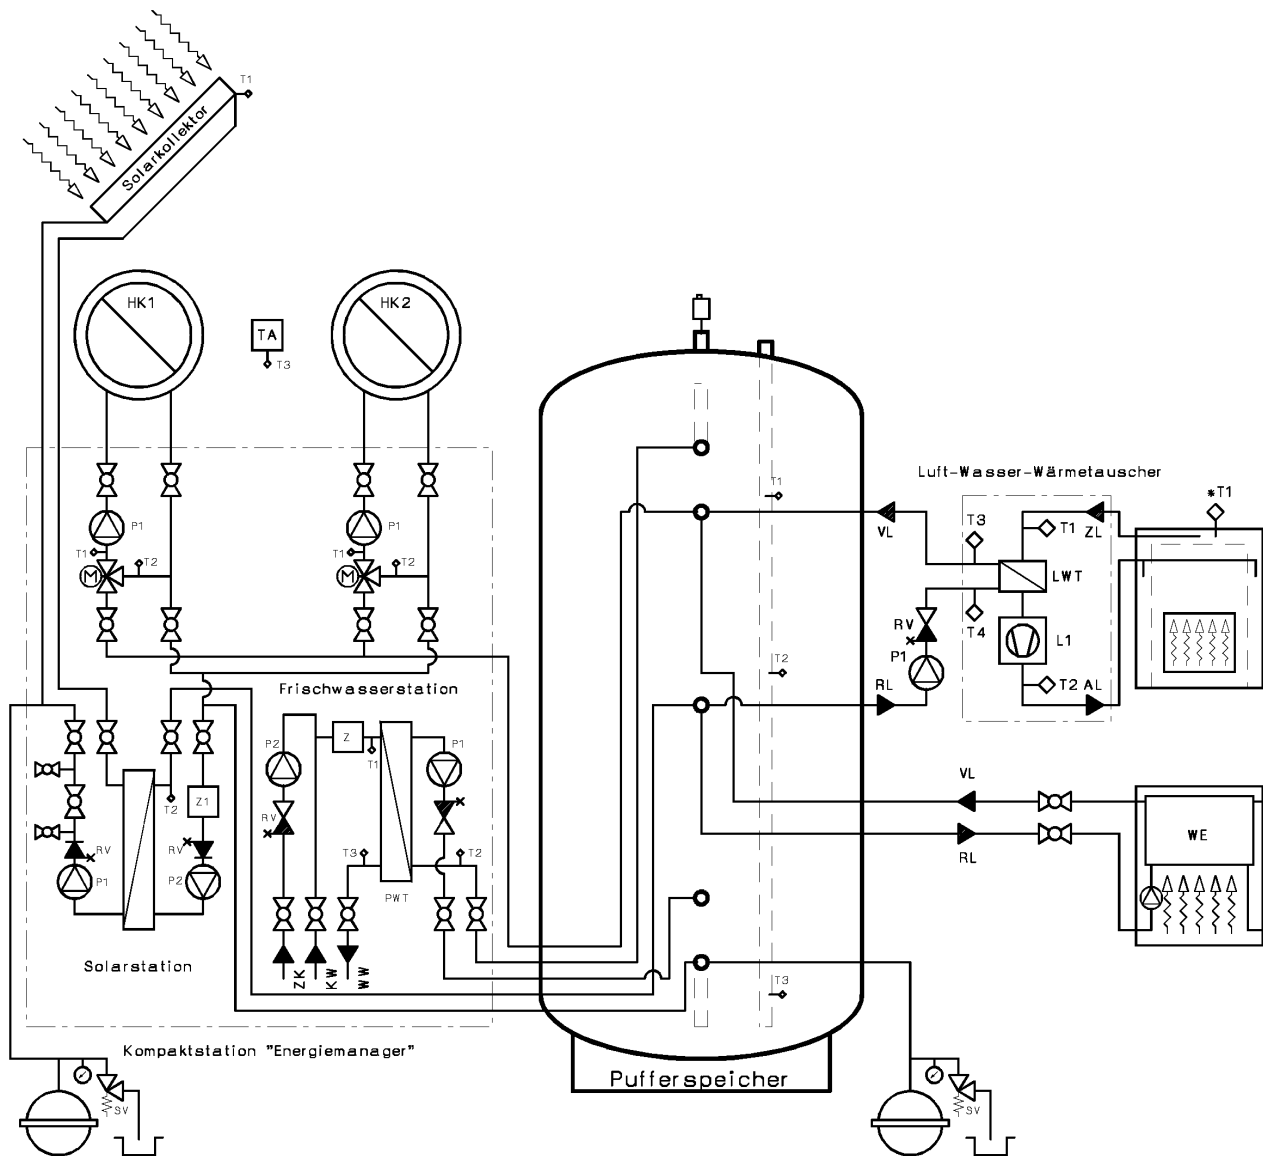 T1
Solarkollektor
HK1
HK2
TA
T3
Luft-Wasser-Wärmetauscher
T1
*T1
VL
T3
T1
ZL
P1
P1
T1
T2
T1
T2
M
M
LWT
RV
T4
L1
P1
T2
Frischwasserstation
RL
T2
AL
P2
Z
T1
P1
VL
T2
Z1
RV
WE
RV
RV
T3
T2
RL
P1
P2
PWT
Solarstation
ZK
KW
WW
T3
Kompaktstation "Energiemanager"
Pufferspeicher
SV
SV